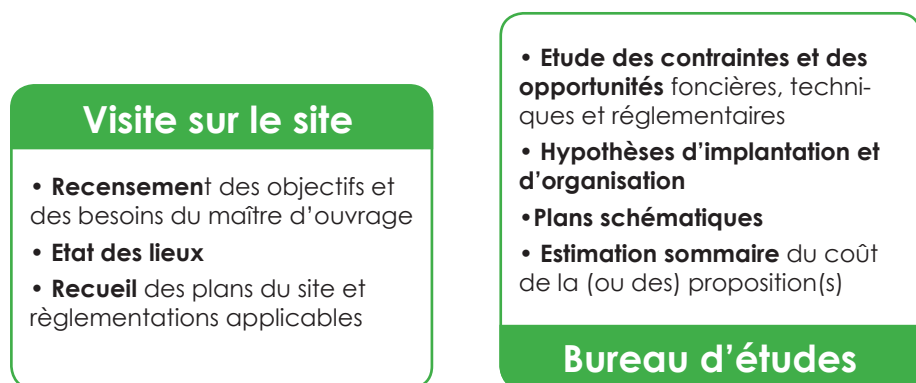 Visite sur le site
• Recensement des objectifs et
des besoins du maître d’ouvrage
• Etat des lieux
• Recueil des plans du site et
règlementations applicables
• Etude des contraintes et des
opportunités foncières, techni-
ques et réglementaires
• Hypothèses d’implantation et
d’organisation
•Plans schématiques
• Estimation sommaire du coût
de la (ou des) proposition(s)
Bureau d’études